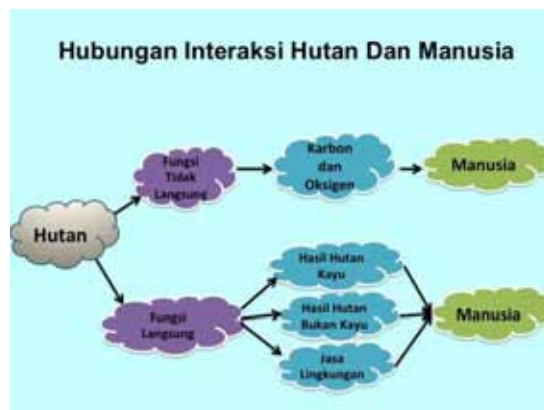 Hubungan Interaksi Hutan Dan Manusia
Fungsi
Tidak
Langsung
Karbon
dan
Oksigen
Manusia
Hutan
Hasil Hutan
Kayu
Fungsi
Langsung
Hasil Hutan
Bukan Kayu
Manusia
Jasa
Lingkungan